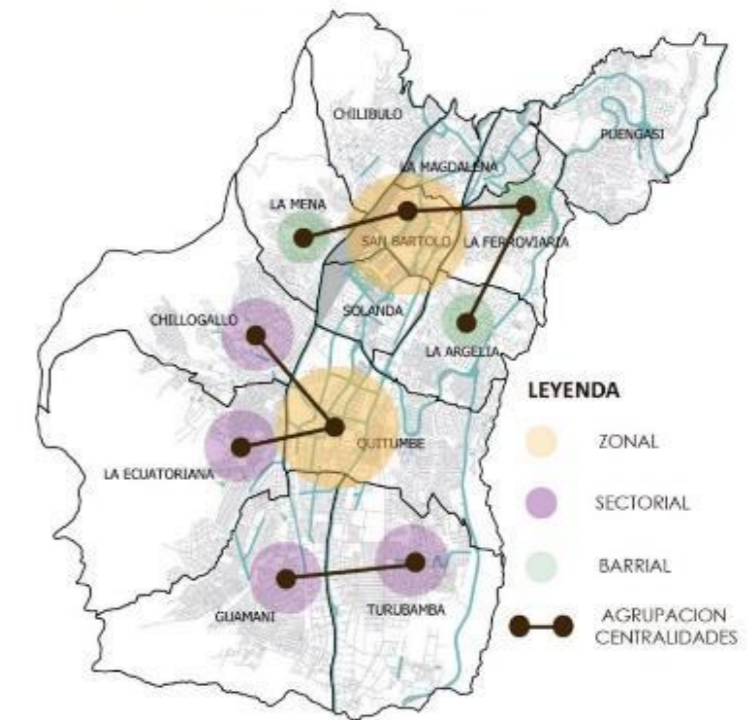 CHILIBULO
PUENGASI
LA MAGDALENA
LA MENA
SAN BARTOLO
LA FERROVIARIA
CHILLOGALLO
SOLANDA
LA ARGELIA
QUITUMBE
LA ECUATORIANA
GUAMANI
TURUBAMBA
LEYENDA
ZONAL
SECTORIAL
BARRIAL
AGRUPACION
CENTRALIDADES